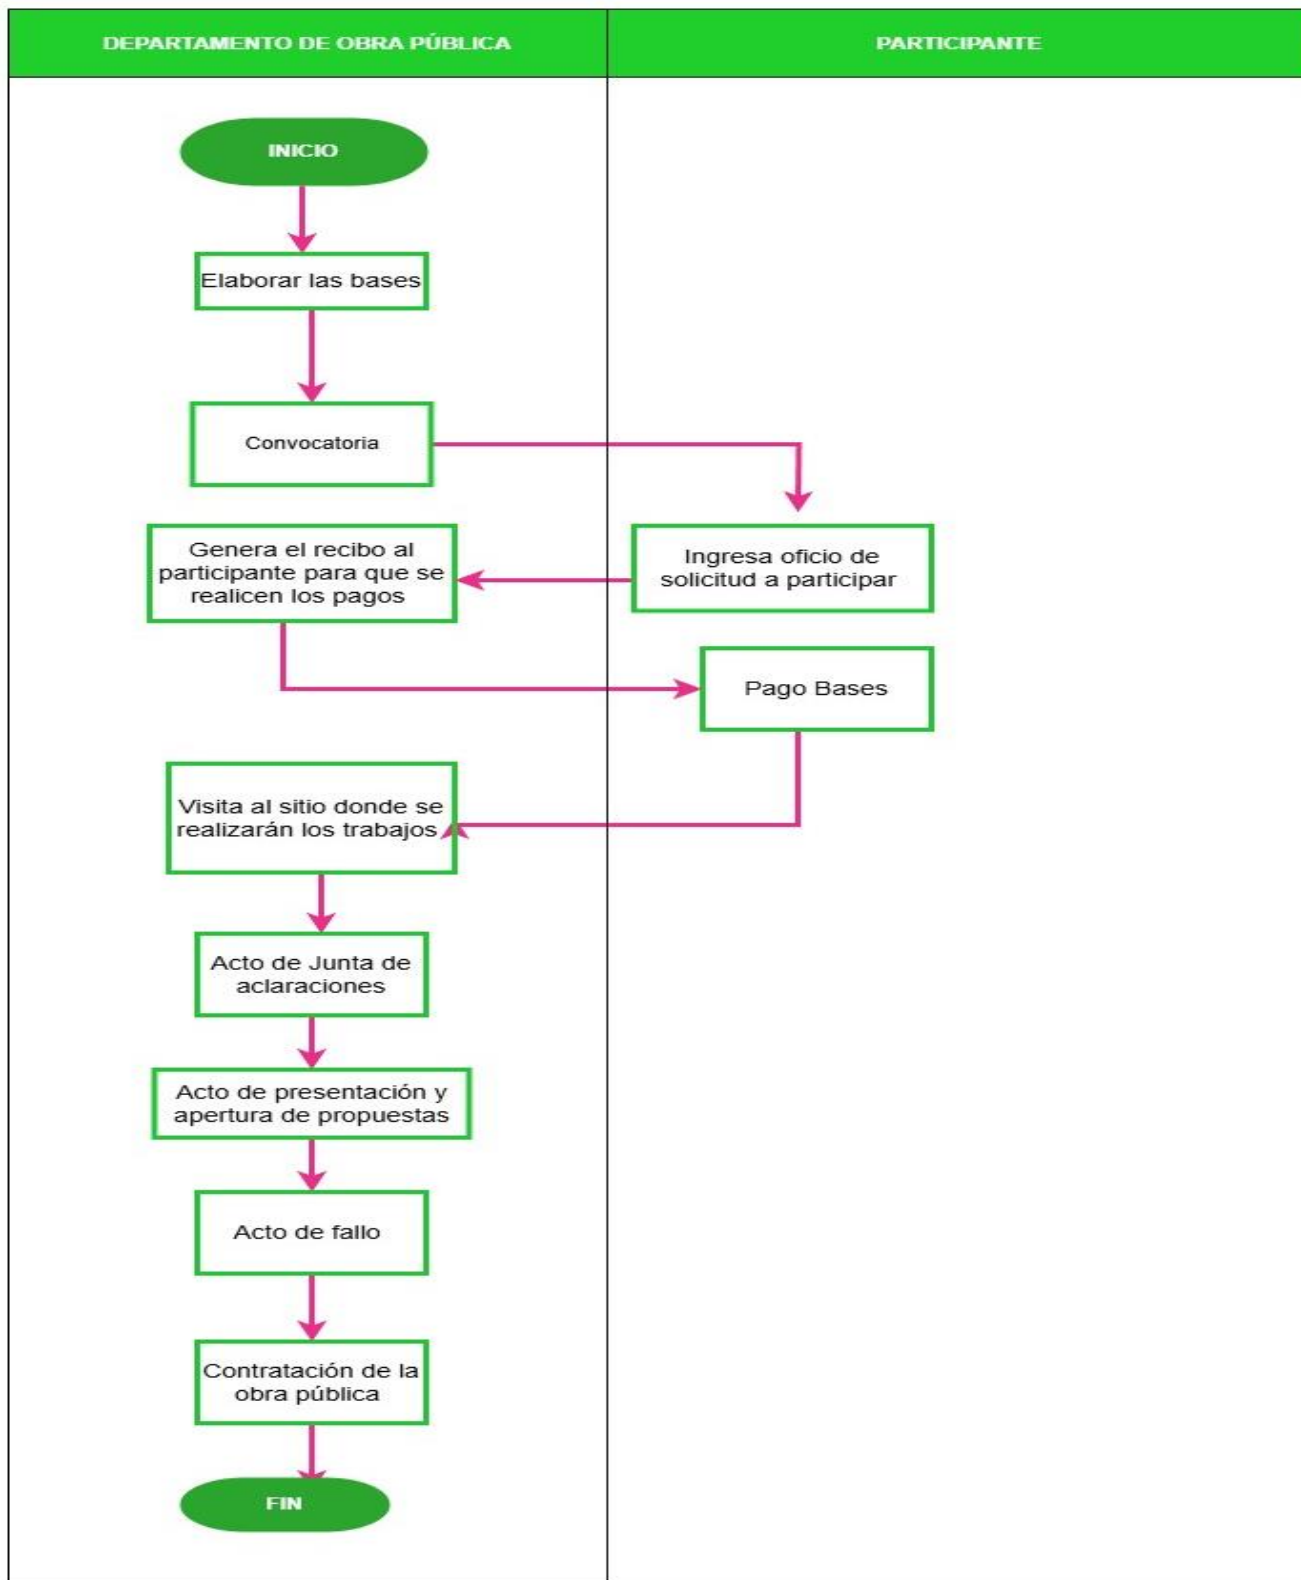 DEPARTAMENTO DE OBRA PÚBLICA
PARTICIPANTE
INICIO
Elaborar las bases
Convocatoria
Ingresa oficio de
solicitud a participar
Genera el recibo al
participante para que se
realicen los pagos
Pago Bases
Visita al sitio donde se
realizarán los trabajos
Acto de Junta de
aclaraciones
Acto de presentación y
apertura de propuestas
Acto de fallo
Contratación de la
obra pública
FIN